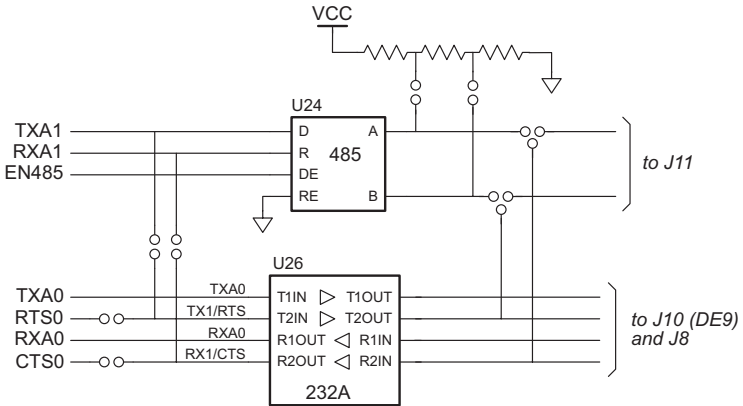 VCC
U24
TXA1
D
A
RXA1
R
485
EN485
DE
to J11
RE
B
U26
TXA0
TXA0
T1IN
T1OUT
RTS0
TX1/RTS
T2IN
T2OUT
to J10 (DE9)
RXA0
RXA0
R1OUT
R1IN
and J8
CTS0
RX1/CTS
R2OUT
R2IN
232A